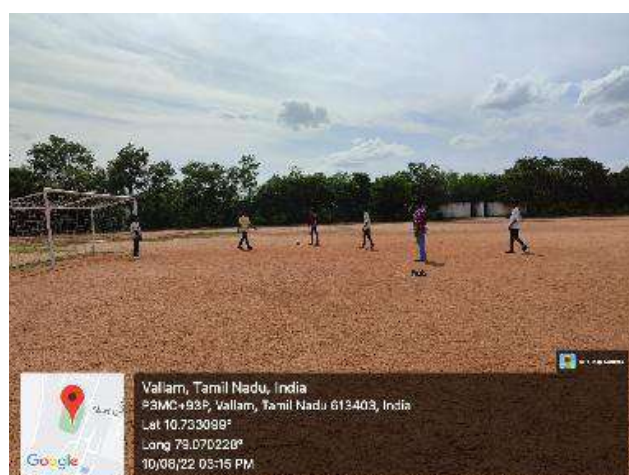 Vallam, Tamil Nadu, India
P3MC+93P, Vallam, Tamil Nadu 613403, India
Lat 10.733099°
Long 79.070228°
10/08/22 03:15 PM
Google